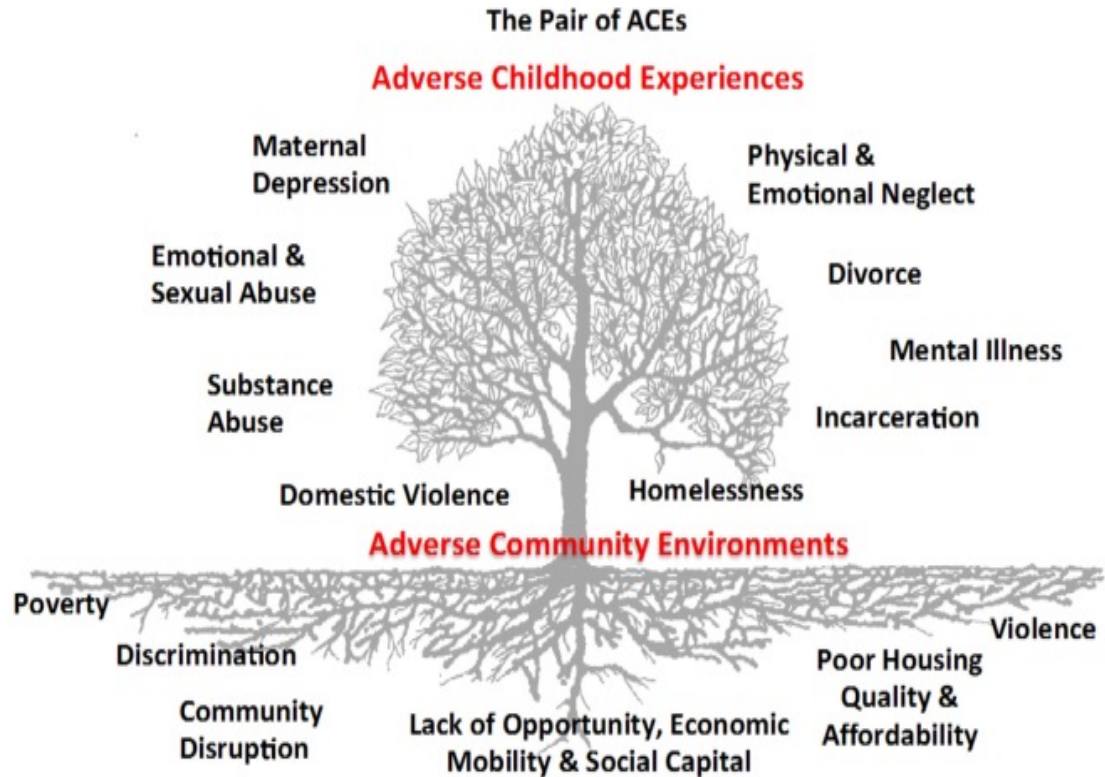 The Pair of ACEs
Adverse Childhood Experiences
Maternal
Depression
Physical &
Emotional Neglect
Emotional &
Sexual Abuse
Divorce
Mental Illness
Substance
Abuse
Incarceration
Domestic Violence
Homelessness
Adverse Community Environments
Poverty
Violence
Discrimination
Poor Housing
Quality &
Affordability
Community
Disruption
Lack of Opportunity, Economic
Mobility & Social Capital